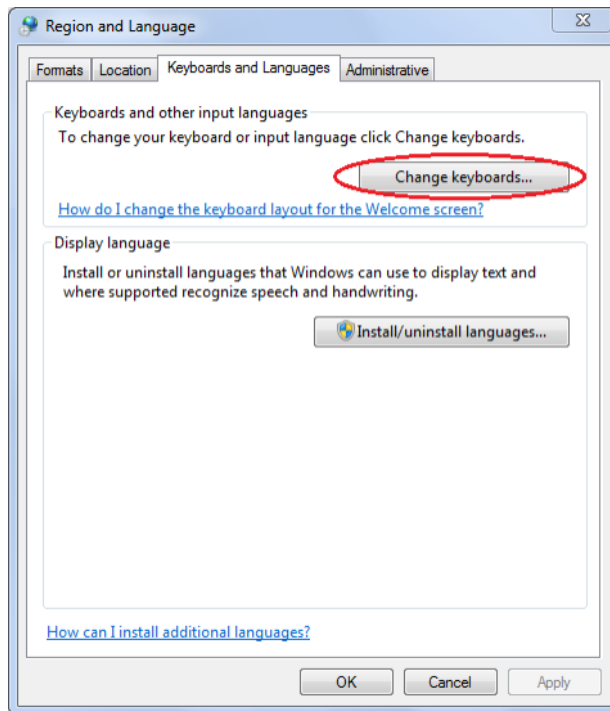 Region and Language
Formats Location Keyboards and Languages Administrative
Keyboards and other input languages
To change your keyboard or input language click Change keyboards.
Change keyboards...
How do I change the keyboard layout for the Welcome screen?
Display language
Install or uninstall languages that Windows can use to display text and
where supported recognize speech and handwriting.
Install/uninstall languages...
How can I install additional languages?
OK Cancel Apply